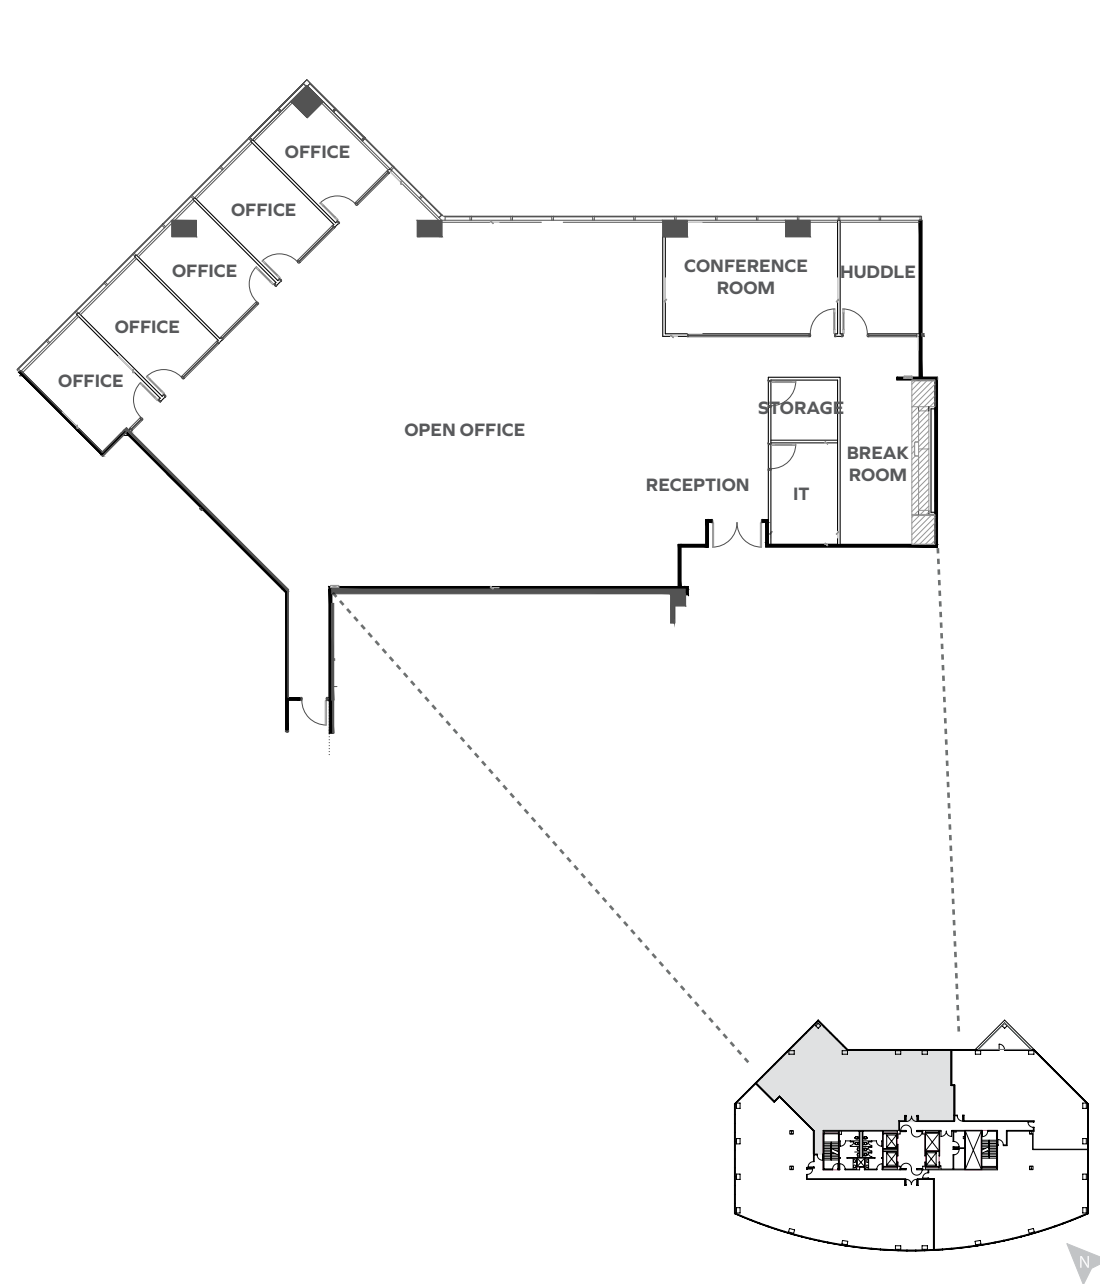 OFFICE
OFFICE
OFFICE
OFFICE
OFFICE
CONFERENCE
ROOM
HUDDLE
STORAGE
OPEN OFFICE
BREAK
ROOM
RECEPTION
IT
N